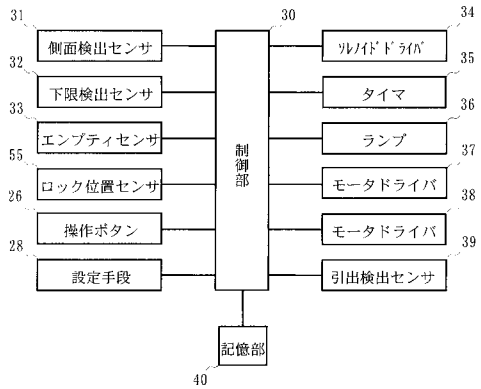 31
側面検出センサ
32
下限検出センサ
33
エンプティセンサ
55
ロック位置センサ
26
操作ボタン
28
設定手段
30
制御部
34
ｿﾚﾉｲﾄﾞﾄﾞﾗｲﾊﾞ
35
タイマ
36
ランプ
37
モータドライバ
38
モータドライバ
39
引出検出センサ
記憶部
40